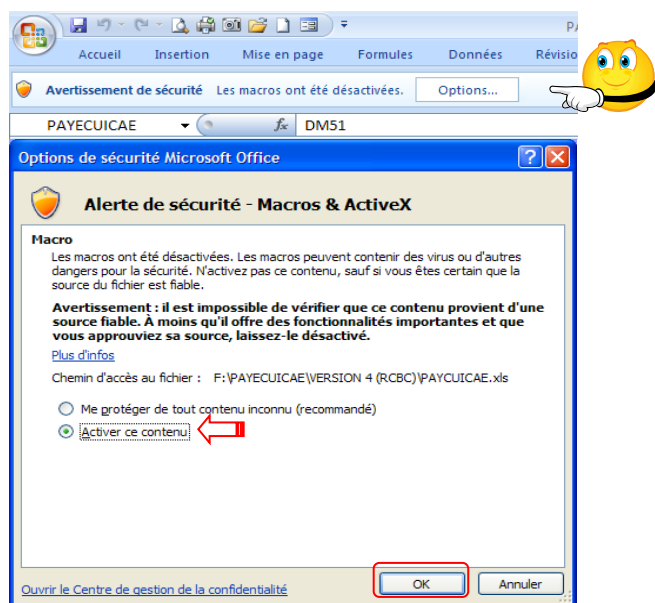 PA
Accueil Insertion Mise en page Formules Données Révisio
Avertissement de sécurité Les macros ont été désactivées. Options...
PAYECUICAE fx DM51
Options de sécurité Microsoft Office
Alerte de sécurité - Macros & ActiveX
Macro
Les macros ont été désactivées. Les macros peuvent contenir des virus ou d'autres
dangers pour la sécurité. N'activez pas ce contenu, sauf si vous êtes certain que la
source du fichier est fiable.
Avertissement : il est impossible de vérifier que ce contenu provient d'une
source fiable. À moins qu'il offre des fonctionnalités importantes et que
vous approuviez sa source, laissez-le désactivé.
Plus d'infos
Chemin d'accès au fichier : F:\PAYECUICAE\VERSION 4 (RCBC)\PAYCUICAE.xls
Me protéger de tout contenu inconnu (recommandé)
Activer ce contenu
Ouvrir le Centre de gestion de la confidentialité OK Annuler